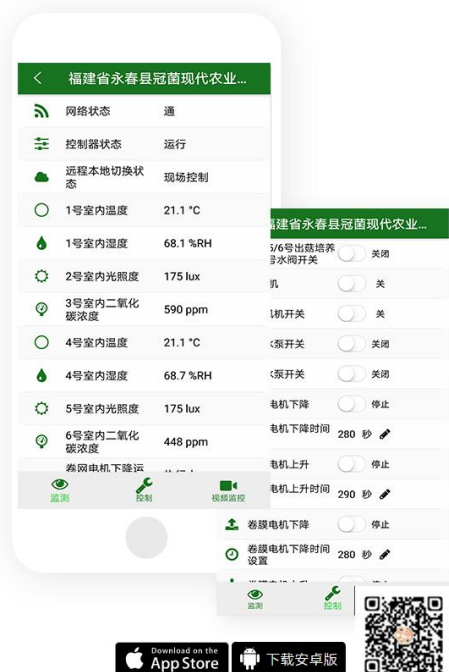 福建省永春县冠菌现代农业...
网络状态 通
控制器状态 运行
远程本地切换状
态
现场控制
1号室内温度 21.1 °C
1号室内湿度 68.1 %RH
2号室内光照度 175 lux
3号室内二氧化
碳浓度
590 ppm
4号室内温度 21.1 °C
4号室内湿度 68.7 %RH
5号室内光照度 175 lux
6号室内二氧化
碳浓度
448 ppm
卷网电机下降运
监测 控制 视频监控
建省永春县冠菌现代农业...
5/6号出菇培养
号水阀开关
关闭
机 关
机开关 关
泵开关 关闭
泵开关 关闭
电机下降 停止
电机下降时间 280 秒
电机上升 停止
电机上升时间 290 秒
卷膜电机下降 停止
卷膜电机下降时间
设置
280 秒
监测 控制
Download on the
App Store
下载安卓版